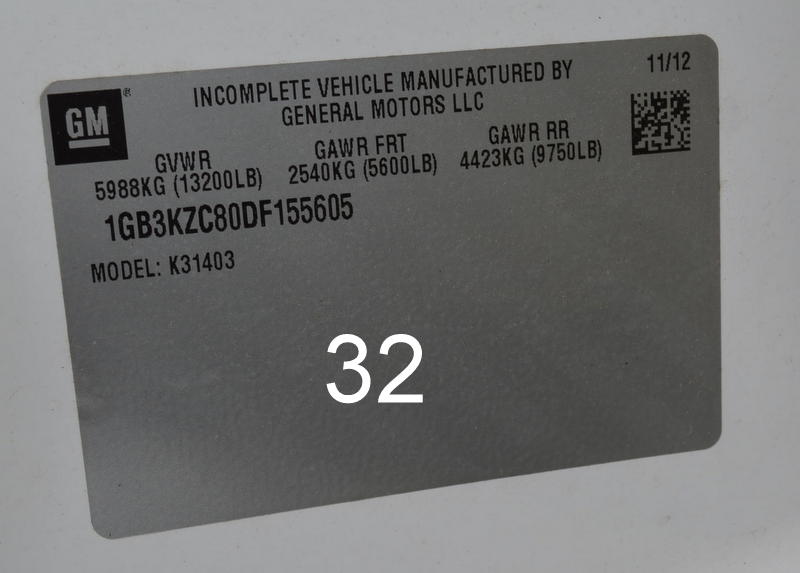 GM®
INCOMPLETE VEHICLE MANUFACTURED BY
GENERAL MOTORS LLC
11/12
GVWR GAWR FRT GAWR RR
5988KG (13200LB) 2540KG (5600LB) 4423KG (9750LB)
1GB3KZC80DF155605
MODEL: K31403
32